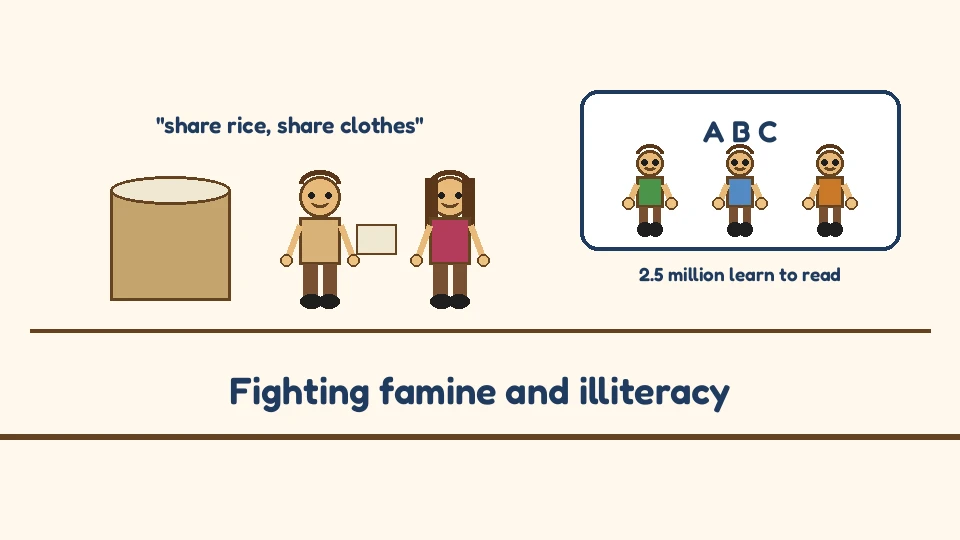 "share rice, share clothes"
A B C
2.5 million learn to read
Fighting famine and illiteracy